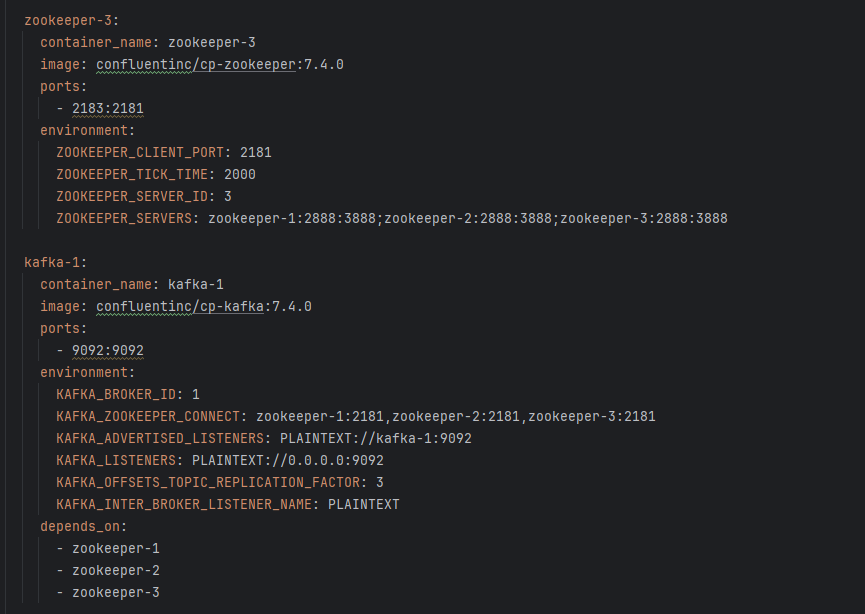 zookeeper-3:
container_name: zookeeper-3
image: confluentinc/cp-zookeeper:7.4.0
ports:
- 2183:2181
environment:
ZOOKEEPER_CLIENT_PORT: 2181
ZOOKEEPER_TICK_TIME: 2000
ZOOKEEPER_SERVER_ID: 3
ZOOKEEPER_SERVERS: zookeeper-1:2888:3888;zookeeper-2:2888:3888;zookeeper-3:2888:3888
kafka-1:
container_name: kafka-1
image: confluentinc/cp-kafka:7.4.0
ports:
- 9092:9092
environment:
KAFKA_BROKER_ID: 1
KAFKA_ZOOKEEPER_CONNECT: zookeeper-1:2181,zookeeper-2:2181,zookeeper-3:2181
KAFKA_ADVERTISED_LISTENERS: PLAINTEXT://kafka-1:9092
KAFKA_LISTENERS: PLAINTEXT://0.0.0.0:9092
KAFKA_OFFSETS_TOPIC_REPLICATION_FACTOR: 3
KAFKA_INTER_BROKER_LISTENER_NAME: PLAINTEXT
depends_on:
- zookeeper-1
- zookeeper-2
- zookeeper-3